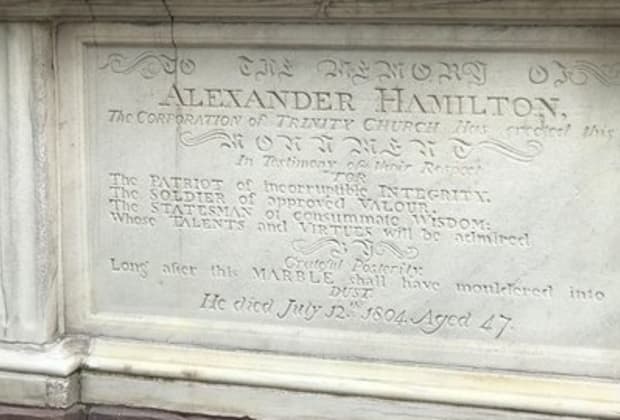 TO THE MEMORY OF
ALEXANDER HAMILTON,
The CORPORATION of TRINITY CHURCH Has erected this
MONUMENT
In Testimony of their Respect
FOR
The PATRIOT of incorruptible INTEGRITY.
The SOLDIER of approved VALOUR.
The STATESMAN of consummate WISDOM:
Whose TALENTS and VIRTUES will be admired
BY
Grateful Posterity
Long after this MARBLE shall have mouldered into
DUST.
He died July 12th 1804. Aged 47.